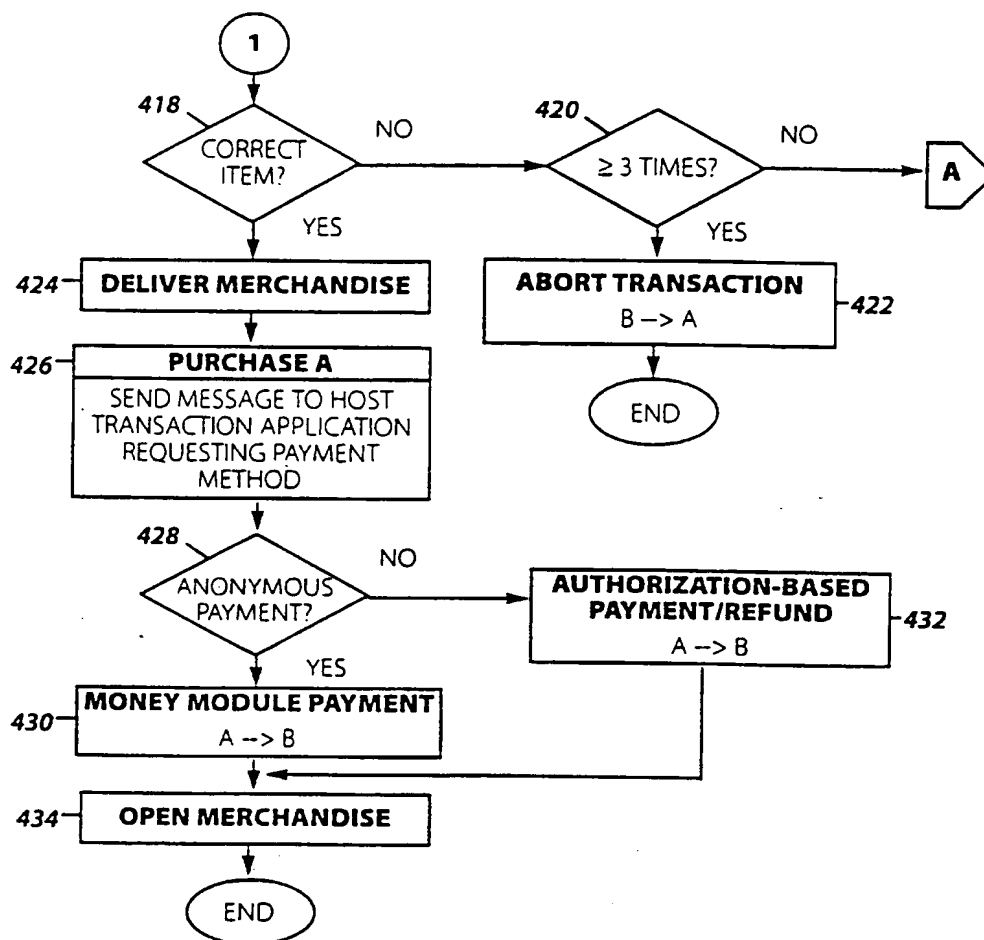 1
418
CORRECT
ITEM?
NO
420
≥ 3 TIMES?
NO
A
YES
YES
424
DELIVER MERCHANDISE
ABORT TRANSACTION
B --> A
422
END
426
PURCHASE A
SEND MESSAGE TO HOST
TRANSACTION APPLICATION
REQUESTING PAYMENT
METHOD
428
ANONYMOUS
PAYMENT?
NO
AUTHORIZATION-BASED
PAYMENT/REFUND
A --> B
432
YES
430
MONEY MODULE PAYMENT
A --> B
434
OPEN MERCHANDISE
END